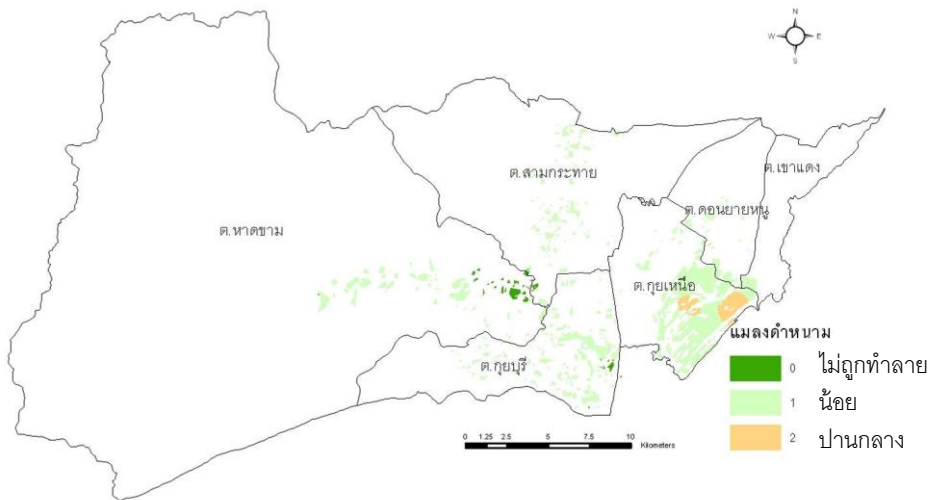 N
W E
S
ต.เขาแดง
ต.สามกระทาย
ต.ดอนยายหนู
ต.หาดขาม
ต.กุยเหนือ
ต.กุยบุรี
แมลงดำหนาม
0 ไม่ถูกทำลาย
1 น้อย
2 ปานกลาง
0 1.25 2.5 5 7.5 10
Kilometers